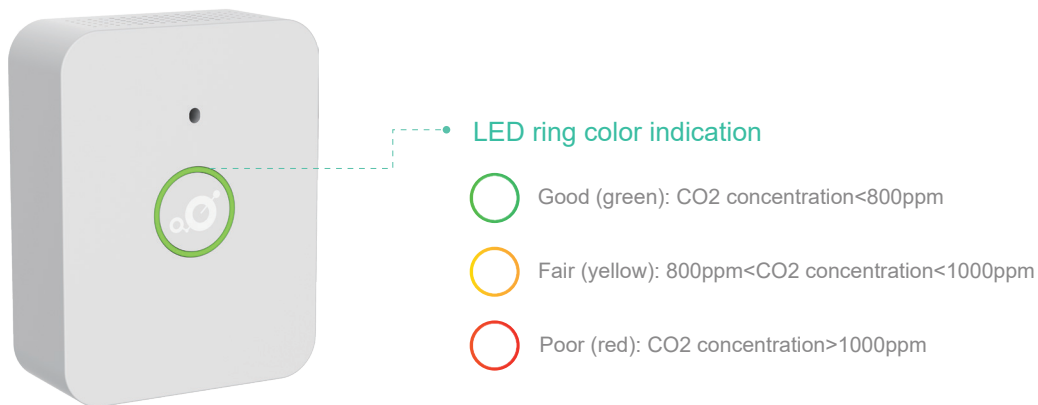 LED ring color indication
Good (green): CO2 concentration<800ppm
Fair (yellow): 800ppm<CO2 concentration<1000ppm
Poor (red): CO2 concentration>1000ppm